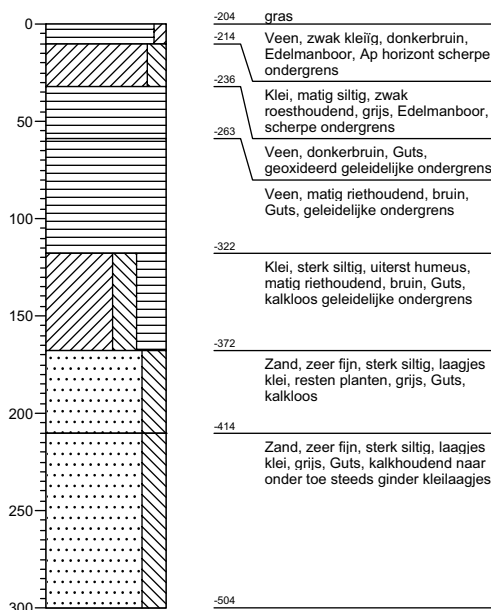 0
50
100
150
200
250
300
-204
gras
-214
Veen, zwak kleiïg, donkerbruin,
Edelmanboor, Ap horizont scherpe
ondergrens
-236
Klei, matig siltig, zwak
roesthoudend, grijs, Edelmanboor,
scherpe ondergrens
-263
Veen, donkerbruin, Guts,
geoxideerd geleidelijke ondergrens
Veen, matig riethoudend, bruin,
Guts, geleidelijke ondergrens
-322
Klei, sterk siltig, uiterst humeus,
matig riethoudend, bruin, Guts,
kalkloos geleidelijke ondergrens
-372
Zand, zeer fijn, sterk siltig, laagjes
klei, resten planten, grijs, Guts,
kalkloos
-414
Zand, zeer fijn, sterk siltig, laagjes
klei, grijs, Guts, kalkhoudend naar
onder toe steeds ginder kleilaagjes
-504